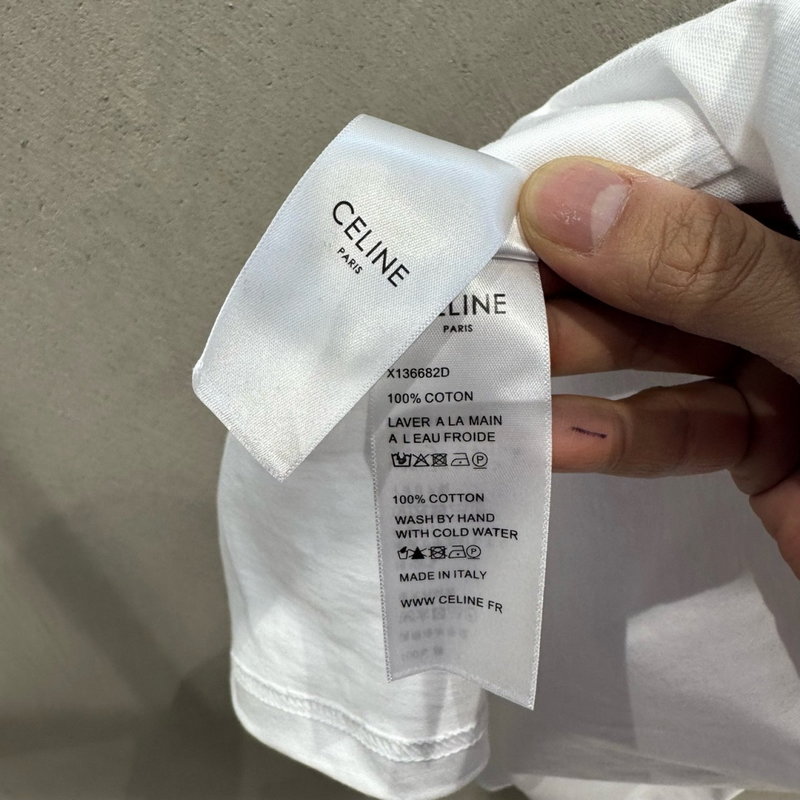 CELINE
PARIS
ELINE
PARIS
X136682D
100% COTON
LAVER A LA MAIN
A L EAU FROIDE
P
100% COTTON
WASH BY HAND
WITH COLD WATER
P
MADE IN ITALY
WWW CELINE FR